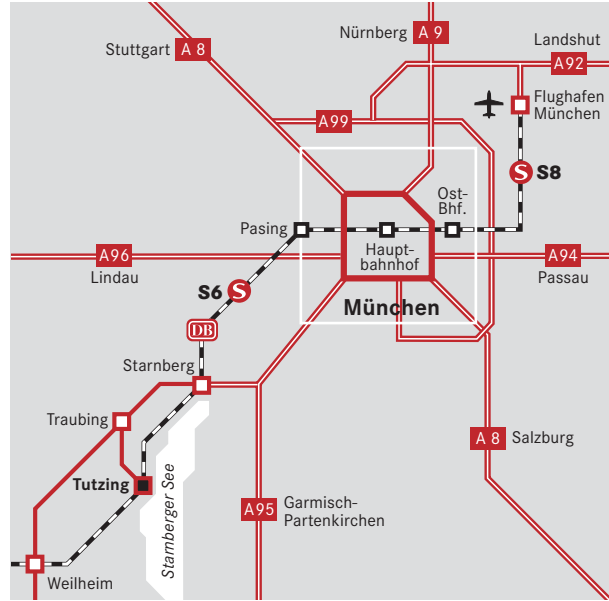 Nürnberg
A 9
Stuttgart
A 8
Landshut
A92
Flughafen
München
A99
S
S8
Ost-
Bhf.
Pasing
Haupt-
bahnhof
A96
Lindau
A94
Passau
S6
S
München
DB
Starnberg
Traubing
A 8
Salzburg
Tutzing
Starnberger See
A95
Garmisch-
Partenkirchen
Weilheim